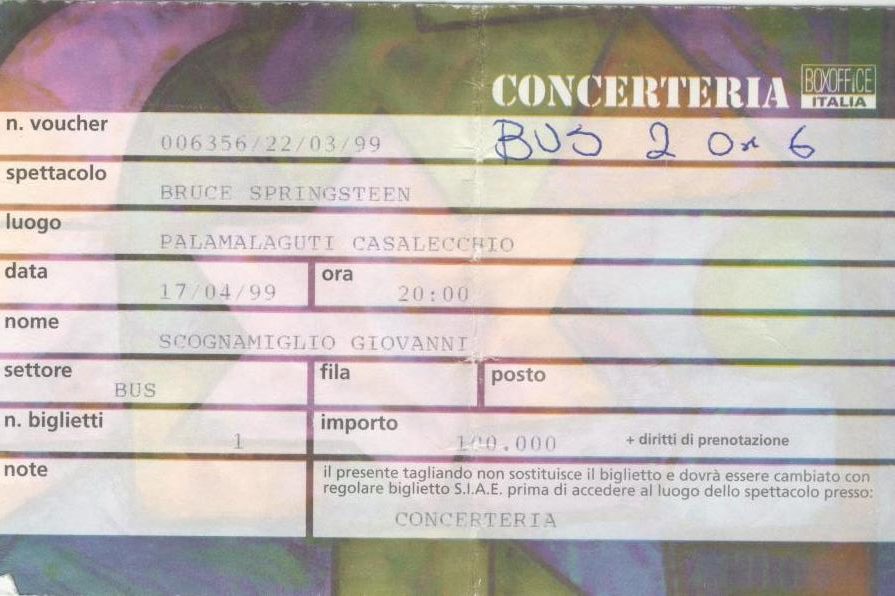 CONCERTERIA BOXOFFICE ITALIA
n. voucher 006356/22/03/99
BUS 2 Ore 6
spettacolo BRUCE SPRINGSTEEN
luogo PALAMALAGUTI CASALECCHIO
data 17/04/99 ora 20:00
nome SCOGNAMIGLIO GIOVANNI
settore BUS fila posto
n. biglietti 1 importo 100.000 + diritti di prenotazione
note
il presente tagliando non sostituisce il biglietto e dovrà essere cambiato con
regolare biglietto S.I.A.E. prima di accedere al luogo dello spettacolo presso:
CONCERTERIA